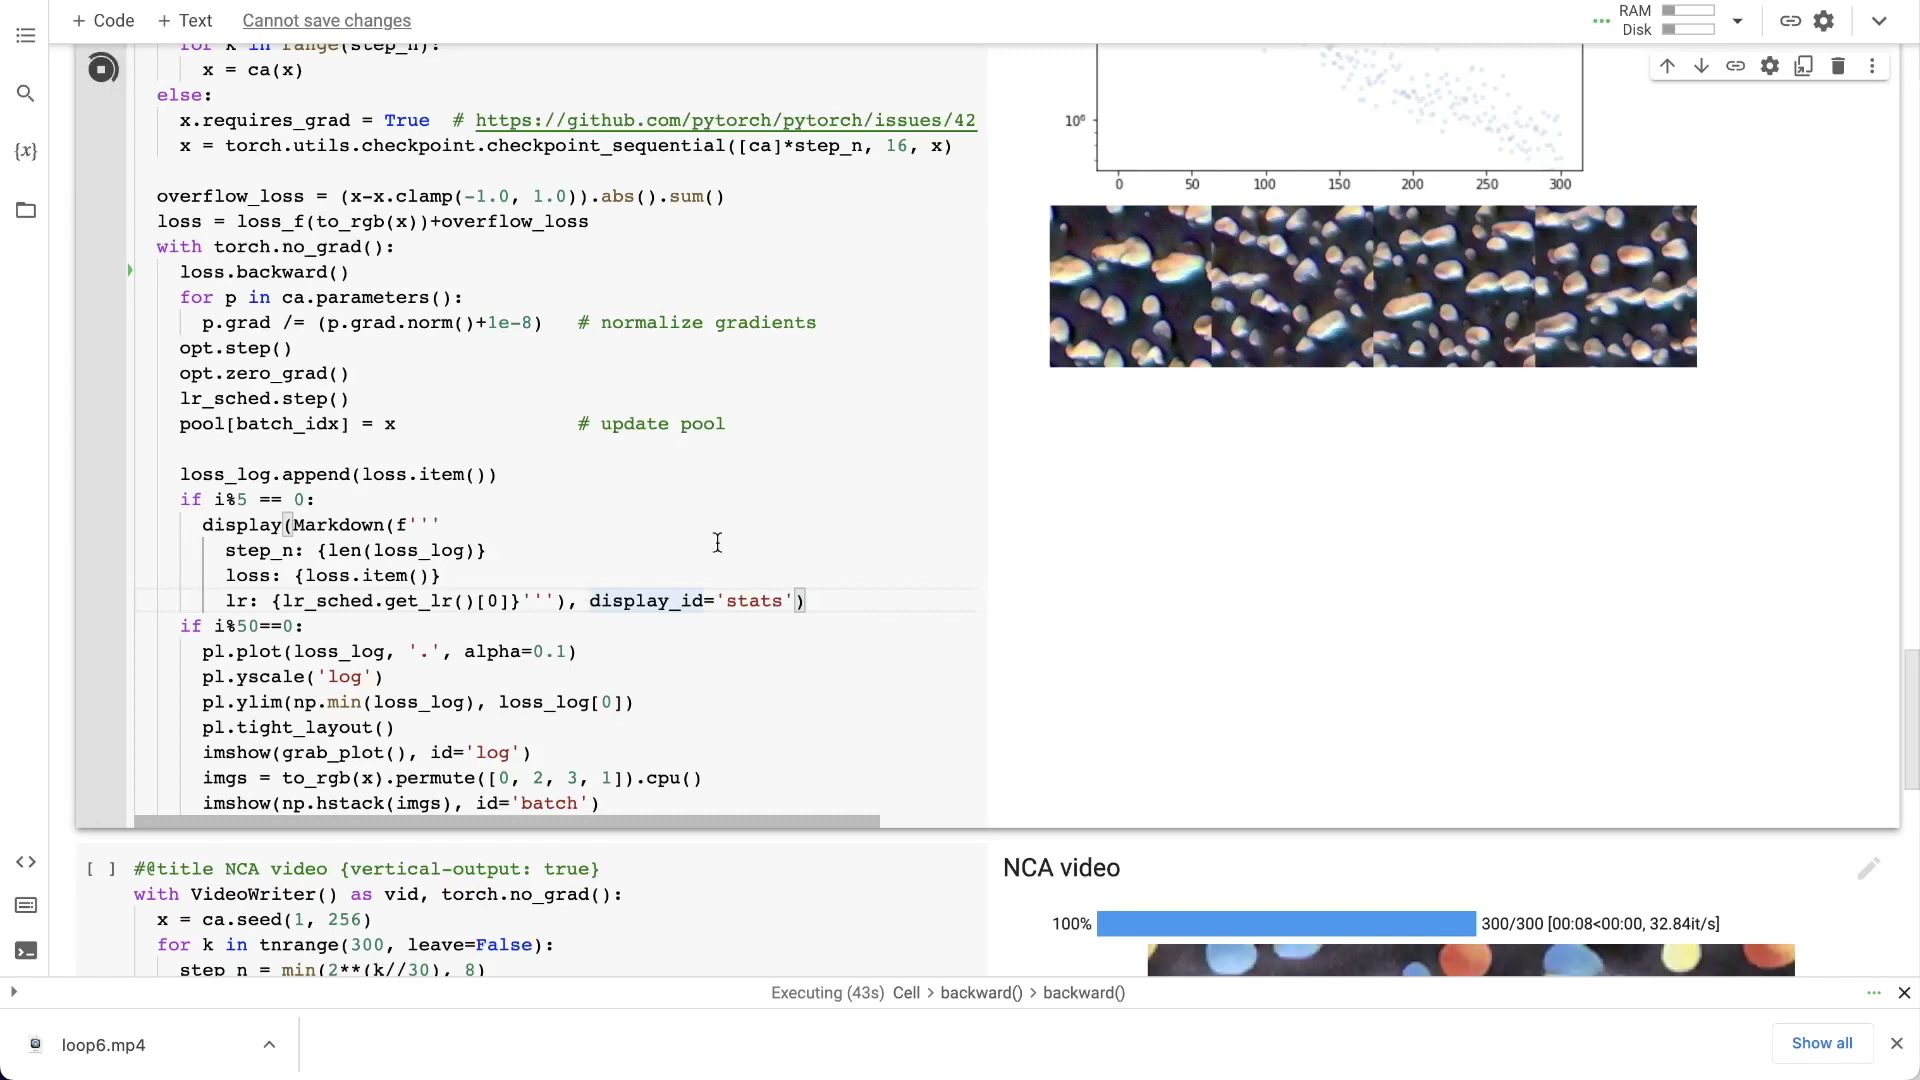 + Code + Text Cannot save changes
RAM
Disk
for k in range(step_n):
x = ca(x)
else:
x.requires_grad = True # https://github.com/pytorch/pytorch/issues/42
x = torch.utils.checkpoint.checkpoint_sequential([ca]*step_n, 16, x)
overflow_loss = (x-x.clamp(-1.0, 1.0)).abs().sum()
loss = loss_f(to_rgb(x))+overflow_loss
with torch.no_grad():
loss.backward()
for p in ca.parameters():
p.grad /= (p.grad.norm()+1e-8) # normalize gradients
opt.step()
opt.zero_grad()
lr_sched.step()
pool[batch_idx] = x # update pool
loss_log.append(loss.item())
if i%5 == 0:
display(Markdown(f'''
step_n: {len(loss_log)}
loss: {loss.item()}
lr: {lr_sched.get_lr()[0]}'''), display_id='stats')
if i%50==0:
pl.plot(loss_log, '.', alpha=0.1)
pl.yscale('log')
pl.ylim(np.min(loss_log), loss_log[0])
pl.tight_layout()
imshow(grab_plot(), id='log')
imgs = to_rgb(x).permute([0, 2, 3, 1]).cpu()
imshow(np.hstack(imgs), id='batch')
10⁶
0 50 100 150 200 250 300
[ ] #@title NCA video {vertical-output: true}
with VideoWriter() as vid, torch.no_grad():
x = ca.seed(1, 256)
for k in tnrange(300, leave=False):
step_n = min(2**(k//30), 8)
NCA video
100% 300/300 [00:08<00:00, 32.84it/s]
Executing (43s) Cell > backward() > backward()
loop6.mp4
Show all